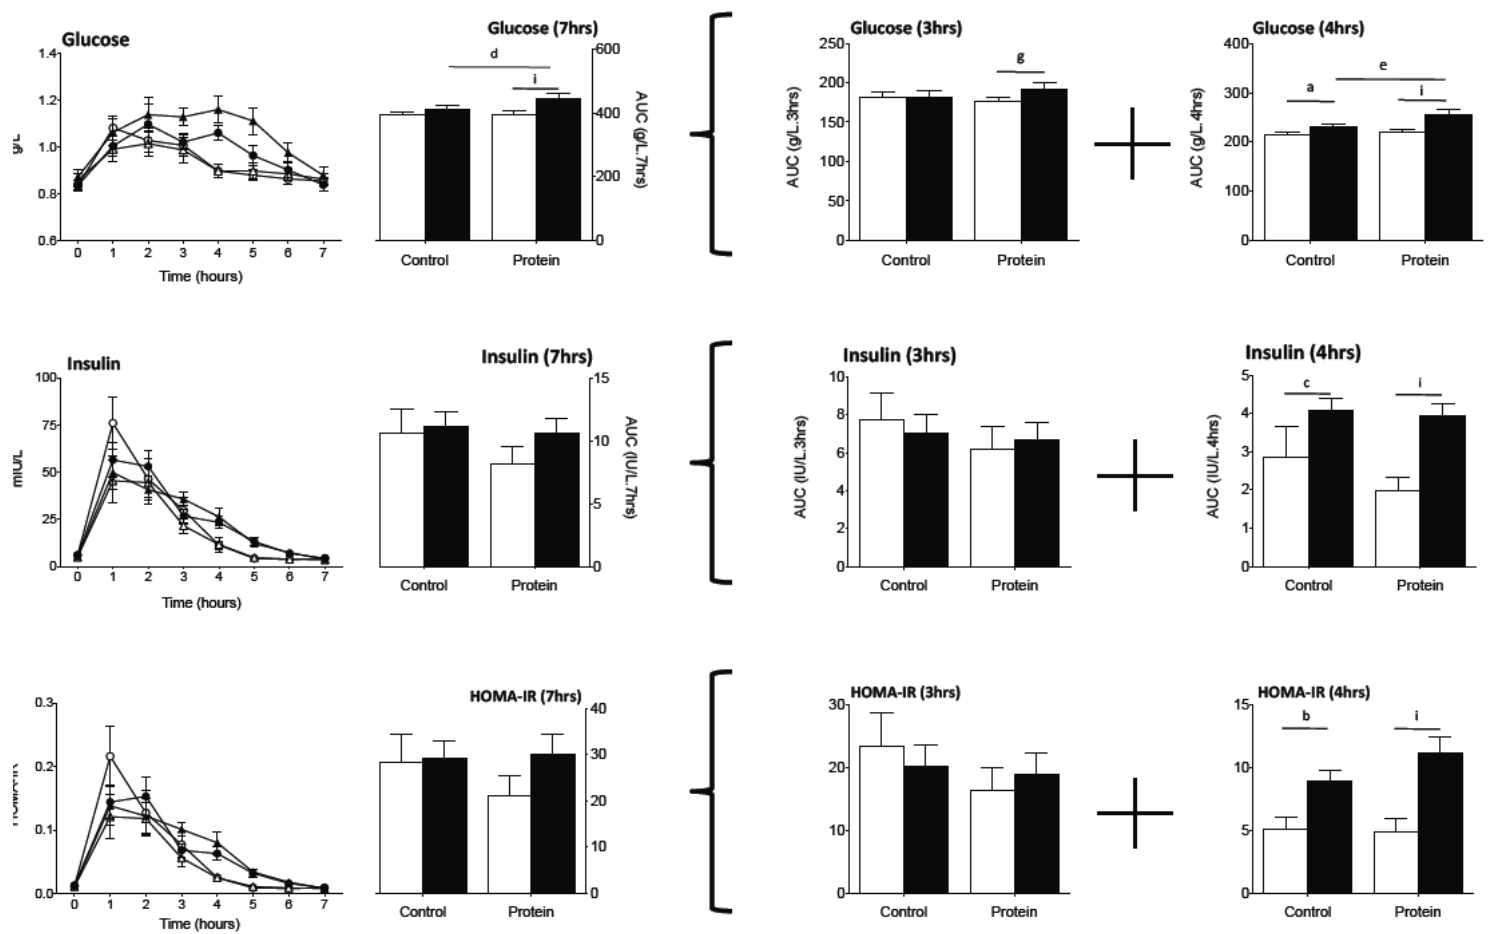 Glucose
1.4
1.2
1.0
0.8
0.6
g/L
0 1 2 3 4 5 6 7
Time (hours)
Glucose (7hrs)
600
400
200
0
AUC (g/L.7hrs)
d
i
Control Protein
Glucose (3hrs)
250
200
150
100
50
0
AUC (g/L.3hrs)
g
Control Protein
Glucose (4hrs)
400
300
200
100
0
AUC (g/L.4hrs)
a
e
i
Control Protein
Insulin
100
75
50
25
0
mIU/L
0 1 2 3 4 5 6 7
Time (hours)
Insulin (7hrs)
15
10
5
0
AUC (IU/L.7hrs)
Control Protein
Insulin (3hrs)
10
8
6
4
2
0
AUC (IU/L.3hrs)
Control Protein
Insulin (4hrs)
5
4
3
2
1
0
AUC (IU/L.4hrs)
c
i
Control Protein
0.3
0.2
0.1
0.0
HOMA-IR
0 1 2 3 4 5 6 7
Time (hours)
HOMA-IR (7hrs)
40
30
20
10
0
Control Protein
HOMA-IR (3hrs)
30
20
10
0
Control Protein
HOMA-IR (4hrs)
15
10
5
0
b
i
Control Protein